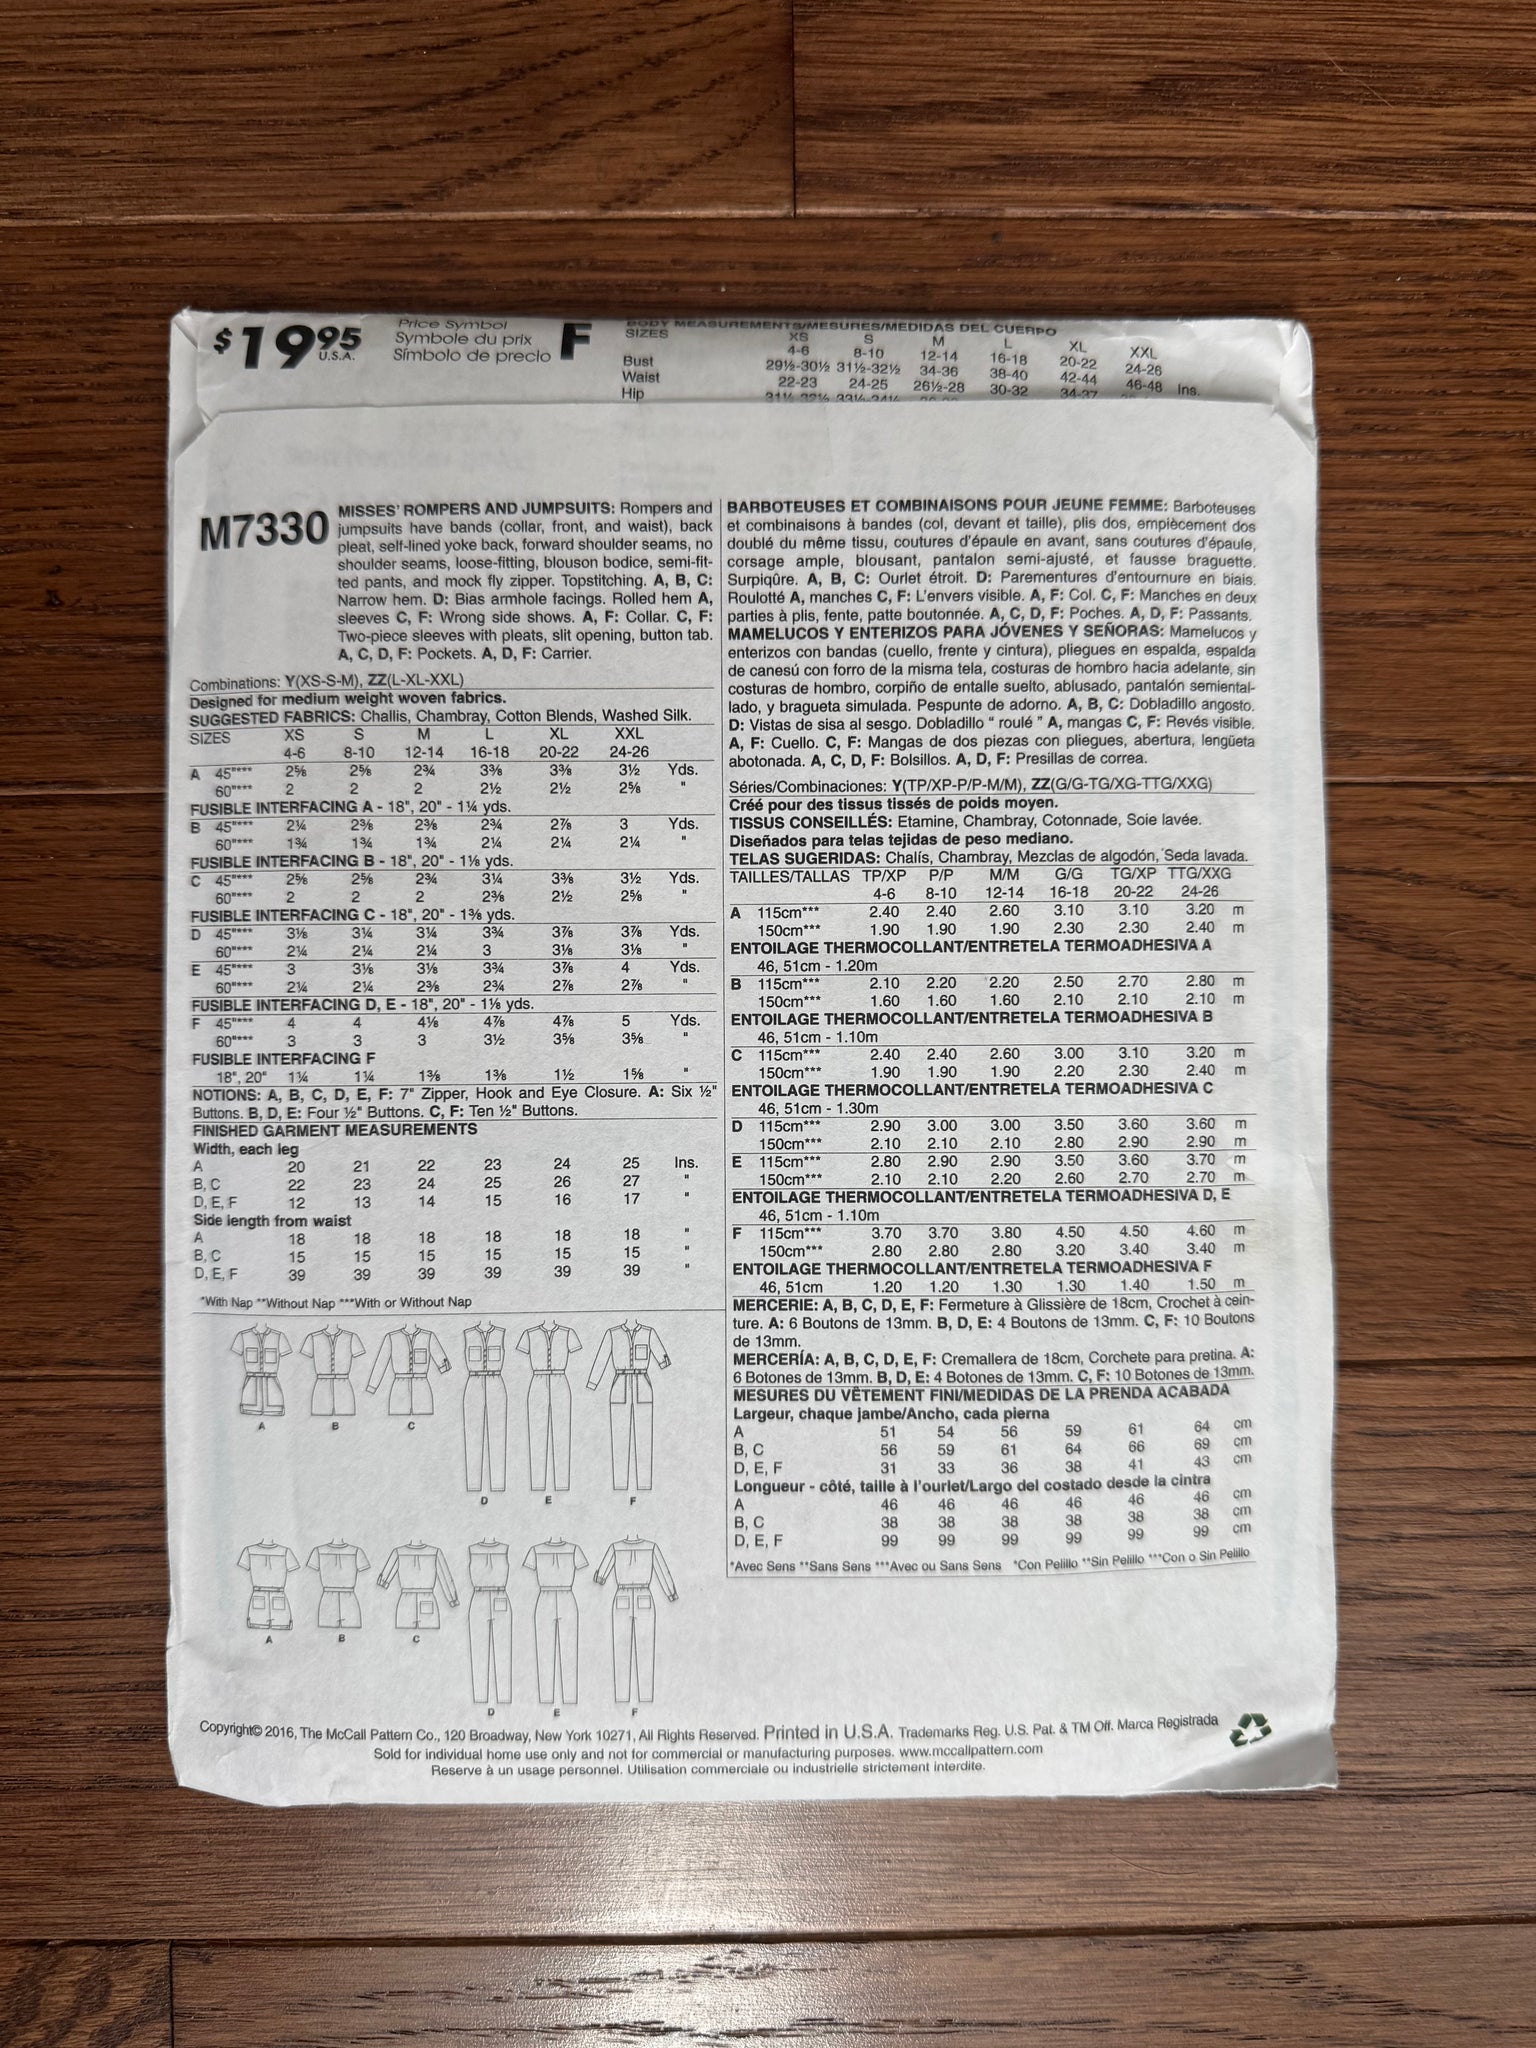 $19.95
U.S.A.
Price Symbol
Symbole du prix
Símbolo de precio
F
BODY MEASUREMENTS/MESURES/MEDIDAS DEL CUERPO
SIZES XS S M L XL XXL
4-6 8-10 12-14 16-18 20-22 24-26
Bust 29½-30½ 31½-32½ 34-36 38-40 42-44 46-48 Ins.
Waist 22-23 24-25 26½-28 30-32 34-37
Hip
M7330
MISSES' ROMPERS AND JUMPSUITS: Rompers and
jumpsuits have bands (collar, front, and waist), back
pleat, self-lined yoke back, forward shoulder seams, no
shoulder seams, loose-fitting, blouson bodice, semi-fit-
ted pants, and mock fly zipper. Topstitching. A, B, C:
Narrow hem. D: Bias armhole facings. Rolled hem A,
sleeves C, F: Wrong side shows. A, F: Collar. C, F:
Two-piece sleeves with pleats, slit opening, button tab.
A, C, D, F: Pockets. A, D, F: Carrier.
Combinations: Y(XS-S-M), ZZ(L-XL-XXL)
Designed for medium weight woven fabrics.
SUGGESTED FABRICS: Challis, Chambray, Cotton Blends, Washed Silk.
SIZES XS S M L XL XXL
4-6 8-10 12-14 16-18 20-22 24-26
A 45"*** 2⅝ 2⅝ 2¾ 3⅜ 3⅜ 3½ Yds.
60"*** 2 2 2 2½ 2½ 2⅝ "
FUSIBLE INTERFACING A - 18", 20" - 1¼ yds.
B 45"*** 2¼ 2⅜ 2⅜ 2¾ 2⅞ 3 Yds.
60"*** 1¾ 1¾ 1¾ 2¼ 2¼ 2¼ "
FUSIBLE INTERFACING B - 18", 20" - 1⅛ yds.
C 45"*** 2⅝ 2⅝ 2¾ 3¼ 3⅜ 3½ Yds.
60"*** 2 2 2 2⅜ 2½ 2⅝ "
FUSIBLE INTERFACING C - 18", 20" - 1⅜ yds.
D 45"*** 3⅛ 3¼ 3¼ 3¾ 3⅞ 3⅞ Yds.
60"*** 2¼ 2¼ 2¼ 3 3⅛ 3⅛ "
E 45"*** 3 3⅛ 3⅛ 3¾ 3⅞ 4 Yds.
60"*** 2¼ 2¼ 2⅜ 2¾ 2⅞ 2⅞ "
FUSIBLE INTERFACING D, E - 18", 20" - 1⅛ yds.
F 45"*** 4 4 4⅛ 4⅞ 4⅞ 5 Yds.
60"*** 3 3 3 3½ 3⅝ 3⅝ "
FUSIBLE INTERFACING F
18", 20" 1¼ 1¼ 1⅜ 1⅜ 1½ 1⅝ "
NOTIONS: A, B, C, D, E, F: 7" Zipper, Hook and Eye Closure. A: Six ½"
Buttons. B, D, E: Four ½" Buttons. C, F: Ten ½" Buttons.
FINISHED GARMENT MEASUREMENTS
Width, each leg
A 20 21 22 23 24 25 Ins.
B, C 22 23 24 25 26 27 "
D, E, F 12 13 14 15 16 17 "
Side length from waist
A 18 18 18 18 18 18 "
B, C 15 15 15 15 15 15 "
D, E, F 39 39 39 39 39 39 "
*With Nap **Without Nap ***With or Without Nap
A B C D E F
A B C D E F
BARBOTEUSES ET COMBINAISONS POUR JEUNE FEMME: Barboteuses
et combinaisons à bandes (col, devant et taille), plis dos, empiècement dos
doublé du même tissu, coutures d'épaule en avant, sans coutures d'épaule,
corsage ample, blousant, pantalon semi-ajusté, et fausse braguette.
Surpiqûre. A, B, C: Ourlet étroit. D: Parementures d'entournure en biais.
Roulotté A, manches C, F: L'envers visible. A, F: Col. C, F: Manches en deux
parties à plis, fente, patte boutonnée. A, C, D, F: Poches. A, D, F: Passants.
MAMELUCOS Y ENTERIZOS PARA JÓVENES Y SEÑORAS: Mamelucos y
enterizos con bandas (cuello, frente y cintura), pliegues en espalda, espalda
de canesú con forro de la misma tela, costuras de hombro hacia adelante, sin
costuras de hombro, corpiño de entalle suelto, ablusado, pantalón semiental-
lado, y bragueta simulada. Pespunte de adorno. A, B, C: Dobladillo angosto.
D: Vistas de sisa al sesgo. Dobladillo " roulé " A, mangas C, F: Revés visible.
A, F: Cuello. C, F: Mangas de dos piezas con pliegues, abertura, lengüeta
abotonada. A, C, D, F: Bolsillos. A, D, F: Presillas de correa.
Séries/Combinaciones: Y(TP/XP-P/P-M/M), ZZ(G/G-TG/XG-TTG/XXG)
Créé pour des tissus tissés de poids moyen.
TISSUS CONSEILLÉS: Etamine, Chambray, Cotonnade, Soie lavée.
Diseñados para telas tejidas de peso mediano.
TELAS SUGERIDAS: Chalís, Chambray, Mezclas de algodón, Seda lavada.
TAILLES/TALLAS TP/XP P/P M/M G/G TG/XP TTG/XXG
4-6 8-10 12-14 16-18 20-22 24-26
A 115cm*** 2.40 2.40 2.60 3.10 3.10 3.20 m
150cm*** 1.90 1.90 1.90 2.30 2.30 2.40 m
ENTOILAGE THERMOCOLLANT/ENTRETELA TERMOADHESIVA A
46, 51cm - 1.20m
B 115cm*** 2.10 2.20 2.20 2.50 2.70 2.80 m
150cm*** 1.60 1.60 1.60 2.10 2.10 2.10 m
ENTOILAGE THERMOCOLLANT/ENTRETELA TERMOADHESIVA B
46, 51cm - 1.10m
C 115cm*** 2.40 2.40 2.60 3.00 3.10 3.20 m
150cm*** 1.90 1.90 1.90 2.20 2.30 2.40 m
ENTOILAGE THERMOCOLLANT/ENTRETELA TERMOADHESIVA C
46, 51cm - 1.30m
D 115cm*** 2.90 3.00 3.00 3.50 3.60 3.60 m
150cm*** 2.10 2.10 2.10 2.80 2.90 2.90 m
E 115cm*** 2.80 2.90 2.90 3.50 3.60 3.70 m
150cm*** 2.10 2.10 2.20 2.60 2.70 2.70 m
ENTOILAGE THERMOCOLLANT/ENTRETELA TERMOADHESIVA D, E
46, 51cm - 1.10m
F 115cm*** 3.70 3.70 3.80 4.50 4.50 4.60 m
150cm*** 2.80 2.80 2.80 3.20 3.40 3.40 m
ENTOILAGE THERMOCOLLANT/ENTRETELA TERMOADHESIVA F
46, 51cm 1.20 1.20 1.30 1.30 1.40 1.50 m
MERCERIE: A, B, C, D, E, F: Fermeture à Glissière de 18cm, Crochet à cein-
ture. A: 6 Boutons de 13mm. B, D, E: 4 Boutons de 13mm. C, F: 10 Boutons
de 13mm.
MERCERÍA: A, B, C, D, E, F: Cremallera de 18cm, Corchete para pretina. A:
6 Botones de 13mm. B, D, E: 4 Botones de 13mm. C, F: 10 Botones de 13mm.
MESURES DU VÊTEMENT FINI/MEDIDAS DE LA PRENDA ACABADA
Largeur, chaque jambe/Ancho, cada pierna
A 51 54 56 59 61 64 cm
B, C 56 59 61 64 66 69 cm
D, E, F 31 33 36 38 41 43 cm
Longueur - côté, taille à l'ourlet/Largo del costado desde la cintra
A 46 46 46 46 46 46 cm
B, C 38 38 38 38 38 38 cm
D, E, F 99 99 99 99 99 99 cm
*Avec Sens **Sans Sens ***Avec ou Sans Sens *Con Pelillo **Sin Pelillo ***Con o Sin Pelillo
Copyright© 2016, The McCall Pattern Co., 120 Broadway, New York 10271, All Rights Reserved. Printed in U.S.A. Trademarks Reg. U.S. Pat. & TM Off. Marca Registrada
Sold for individual home use only and not for commercial or manufacturing purposes. www.mccallpattern.com
Reserve à un usage personnel. Utilisation commerciale ou industrielle strictement interdite.